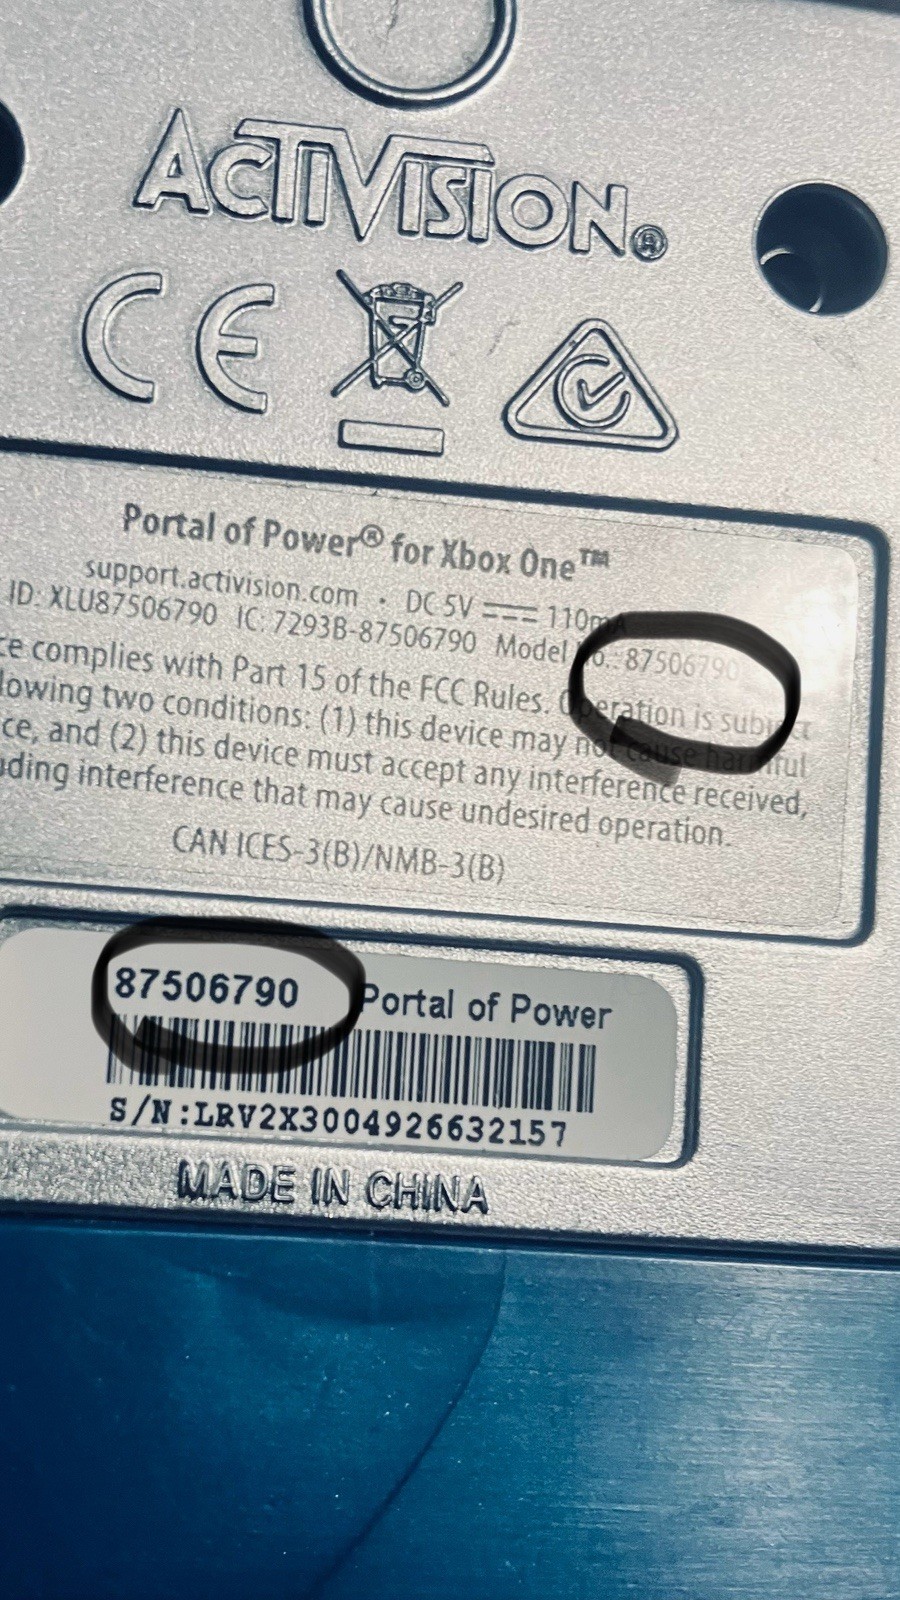 ACTIVISION®
CE
Portal of Power® for Xbox One™
support.activision.com · DC 5V 110mA
ID: XLU87506790 IC: 7293B-87506790 Model No.: 87506790
ce complies with Part 15 of the FCC Rules. Operation is subject
lowing two conditions: (1) this device may not cause harmful
ce, and (2) this device must accept any interference received,
uding interference that may cause undesired operation.
CAN ICES-3(B)/NMB-3(B)
87506790 Portal of Power
S/N:LRV2X3004926632157
MADE IN CHINA